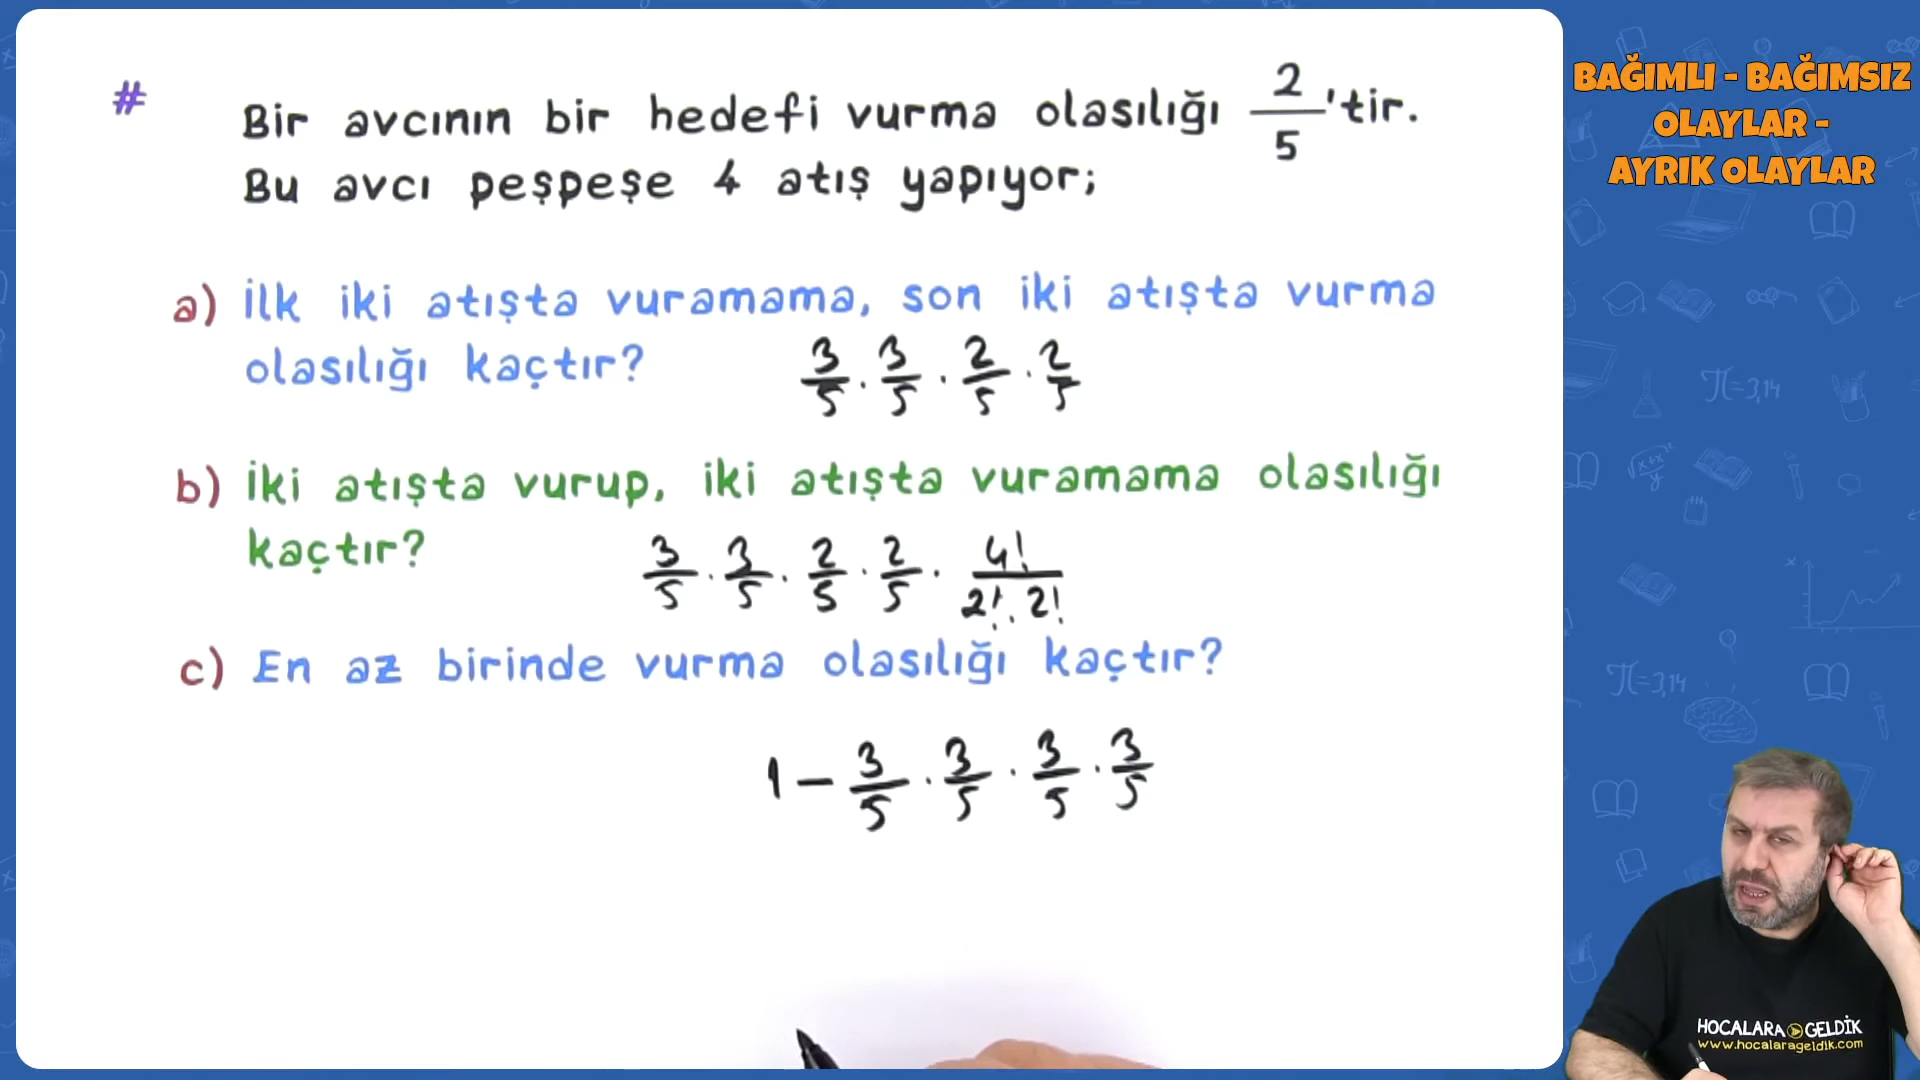 # Bir avcının bir hedefi vurma olasılığı 2/5'tir.
Bu avcı peşpeşe 4 atış yapıyor;
a) İlk iki atışta vuramama, son iki atışta vurma
olasılığı kaçtır? 3/5 . 3/5 . 2/5 . 2/5
b) İki atışta vurup, iki atışta vuramama olasılığı
kaçtır? 3/5 . 3/5 . 2/5 . 2/5 . 4!/2!.2!
c) En az birinde vurma olasılığı kaçtır?
1 - 3/5 . 3/5 . 3/5 . 3/5
BAĞIMLI - BAĞIMSIZ
OLAYLAR -
AYRIK OLAYLAR
π=3,14
π=3,14
HOCALARA GELDİK
www.hocalarageldik.com